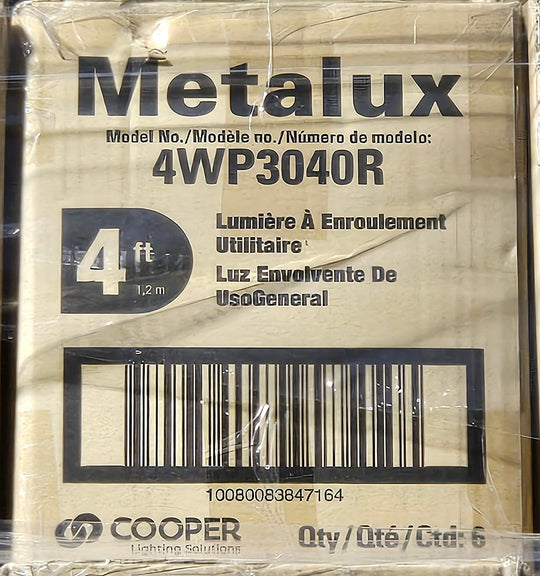 Metalux
Model No./Modèle no./Número de modelo:
4WP3040R
4 ft
1,2 m
Lumière À Enroulement
Utilitaire
Luz Envolvente De
UsoGeneral
10080083847164
COOPER
Lighting Solutions
Qty/Qté/Ctd: 6